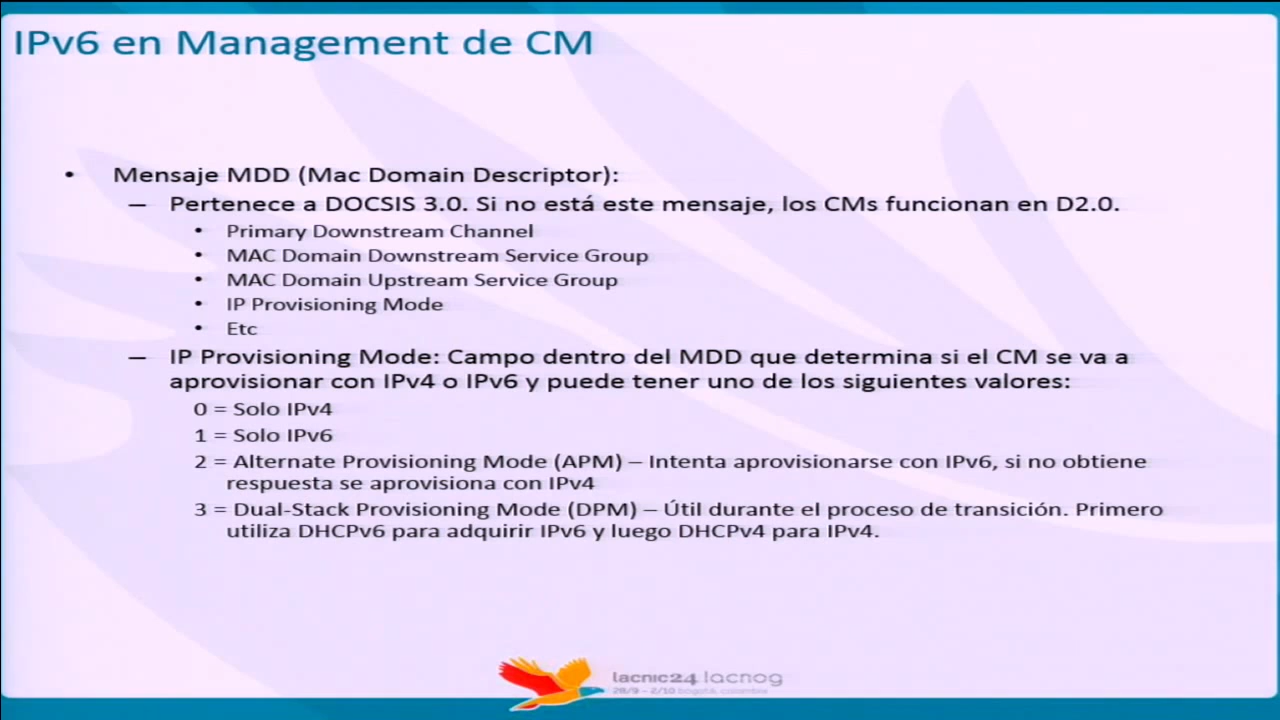 IPv6 en Management de CM
• Mensaje MDD (Mac Domain Descriptor):
– Pertenece a DOCSIS 3.0. Si no está este mensaje, los CMs funcionan en D2.0.
• Primary Downstream Channel
• MAC Domain Downstream Service Group
• MAC Domain Upstream Service Group
• IP Provisioning Mode
• Etc
– IP Provisioning Mode: Campo dentro del MDD que determina si el CM se va a
aprovisionar con IPv4 o IPv6 y puede tener uno de los siguientes valores:
0 = Solo IPv4
1 = Solo IPv6
2 = Alternate Provisioning Mode (APM) – Intenta aprovisionarse con IPv6, si no obtiene
respuesta se aprovisiona con IPv4
3 = Dual-Stack Provisioning Mode (DPM) – Útil durante el proceso de transición. Primero
utiliza DHCPv6 para adquirir IPv6 y luego DHCPv4 para IPv4.
lacnic24 lacnog
28/9 – 2/10 bogotá, colombia